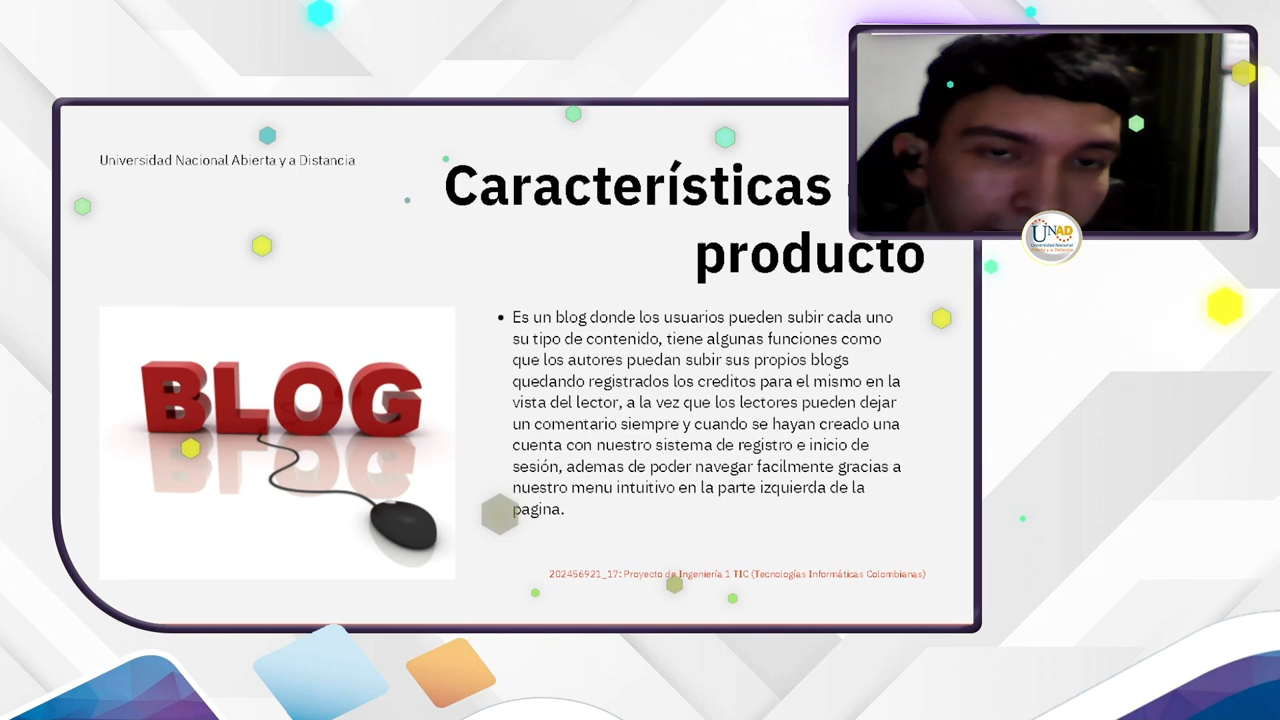 Universidad Nacional Abierta y a Distancia
Características
producto
BLOG
• Es un blog donde los usuarios pueden subir cada uno
su tipo de contenido, tiene algunas funciones como
que los autores puedan subir sus propios blogs
quedando registrados los creditos para el mismo en la
vista del lector, a la vez que los lectores pueden dejar
un comentario siempre y cuando se hayan creado una
cuenta con nuestro sistema de registro e inicio de
sesión, ademas de poder navegar facilmente gracias a
nuestro menu intuitivo en la parte izquierda de la
pagina.
202456921_17: Proyecto de Ingeniería 1 TIC (Tecnologías Informáticas Colombianas)
UNAD
Universidad Nacional
Abierta y a Distancia